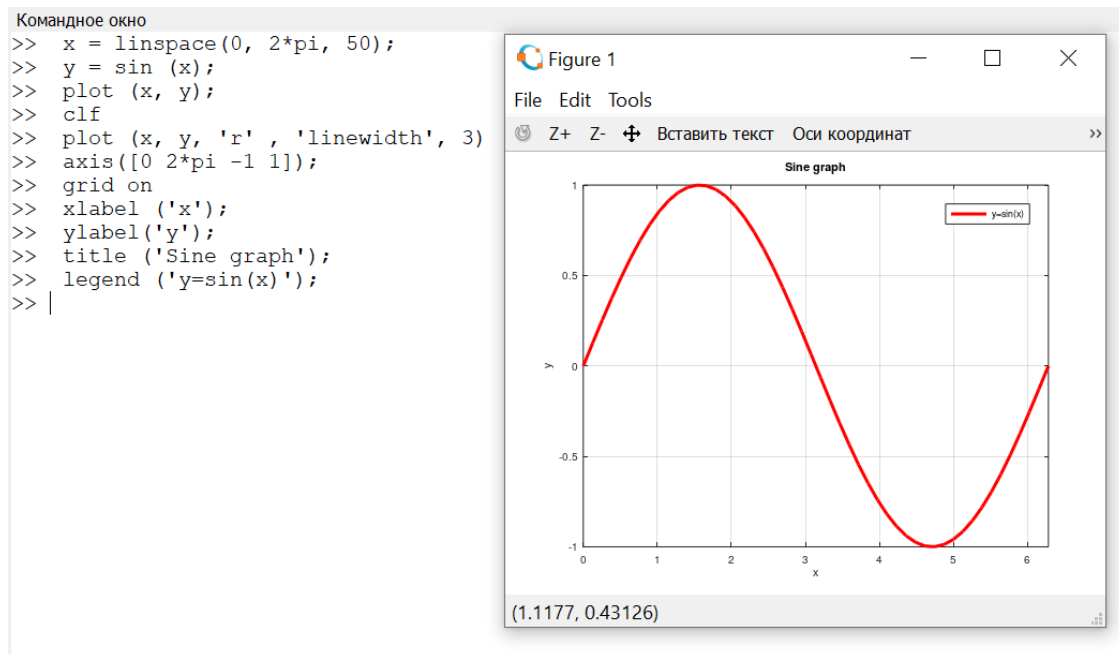 Командное окно
>> x = linspace(0, 2*pi, 50);
>> y = sin (x);
>> plot (x, y);
>> clf
>> plot (x, y, 'r' , 'linewidth', 3)
>> axis([0 2*pi -1 1]);
>> grid on
>> xlabel ('x');
>> ylabel('y');
>> title ('Sine graph');
>> legend ('y=sin(x)');
>>
Figure 1
File Edit Tools
Z+ Z- Вставить текст Оси координат »
Sine graph
y=sin(x)
1
0.5
0
-0.5
-1
y
0 1 2 3 4 5 6
x
(1.1177, 0.43126)